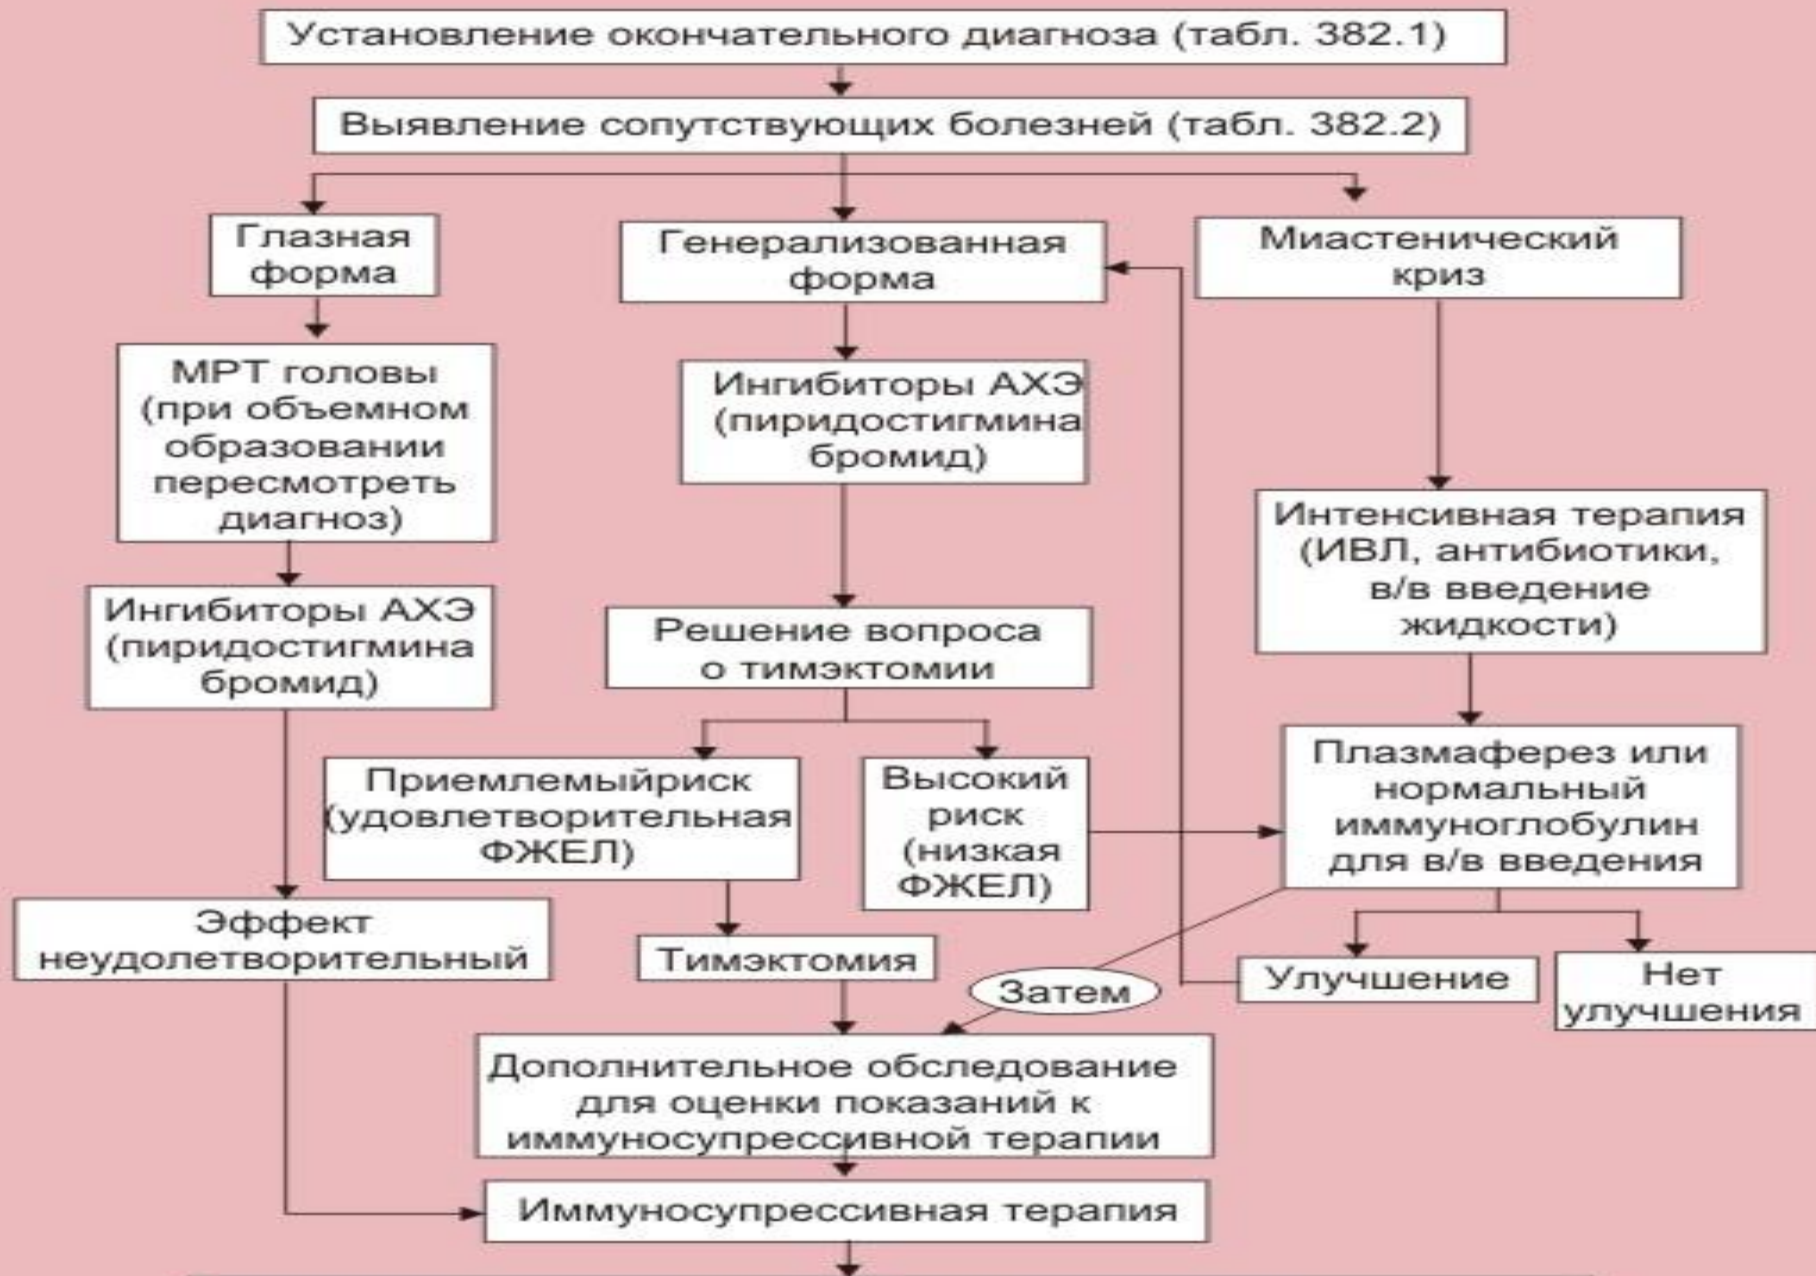 Установление окончательного диагноза (табл. 382.1)
Выявление сопутствующих болезней (табл. 382.2)
Глазная
форма
Генерализованная
форма
Миастенический
криз
МРТ головы
(при объемном
образовании
пересмотреть
диагноз)
Ингибиторы АХЭ
(пиридостигмина
бромид)
Интенсивная терапия
(ИВЛ, антибиотики,
в/в введение
жидкости)
Ингибиторы АХЭ
(пиридостигмина
бромид)
Решение вопроса
о тимэктомии
Приемлемыйриск
(удовлетворительная
ФЖЕЛ)
Высокий
риск
(низкая
ФЖЕЛ)
Плазмаферез или
нормальный
иммуноглобулин
для в/в введения
Эффект
неудолетворительный
Тимэктомия
Затем
Улучшение
Нет
улучшения
Дополнительное обследование
для оценки показаний к
иммуносупрессивной терапии
Иммуносупрессивная терапия